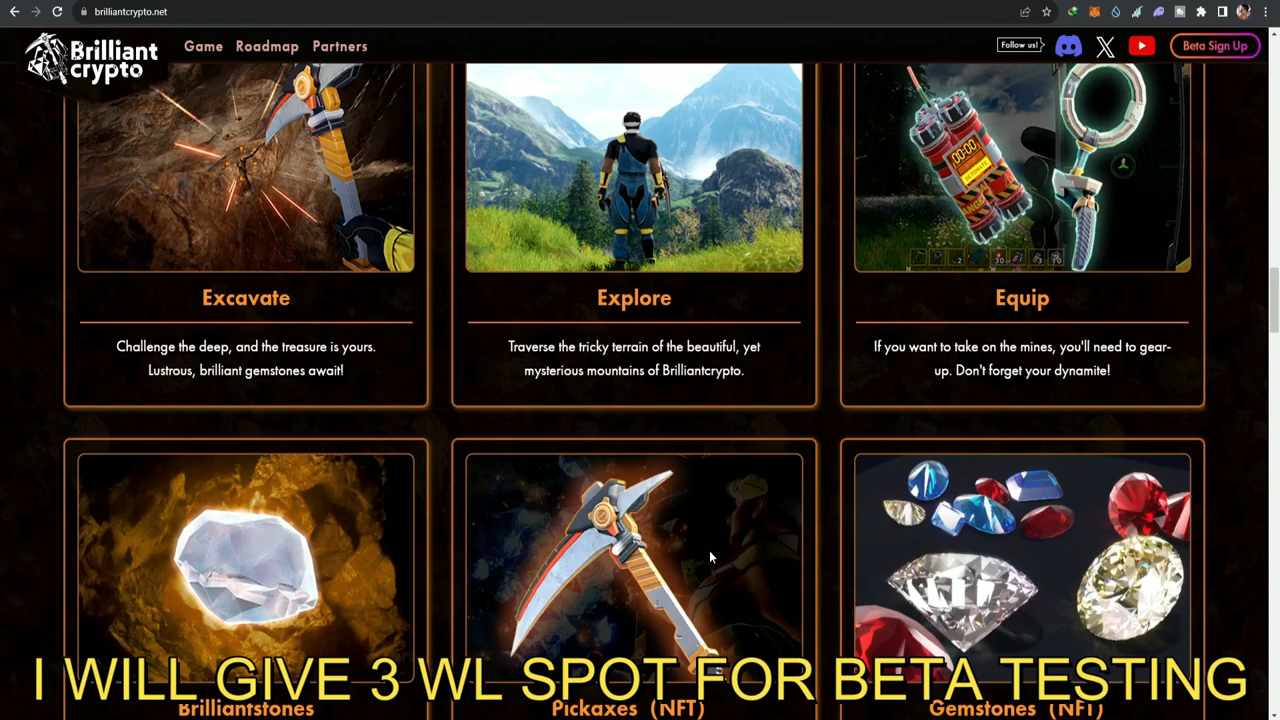 brilliantcrypto.net
Brilliant
crypto
Game Roadmap Partners
Follow us!
Beta Sign Up
00:00
Excavate
Challenge the deep, and the treasure is yours.
Lustrous, brilliant gemstones await!
Explore
Traverse the tricky terrain of the beautiful, yet
mysterious mountains of Brilliantcrypto.
Equip
If you want to take on the mines, you'll need to gear-
up. Don't forget your dynamite!
I WILL GIVE 3 WL SPOT FOR BETA TESTING
Brilliantstones
Pickaxes (NFT)
Gemstones (NFT)